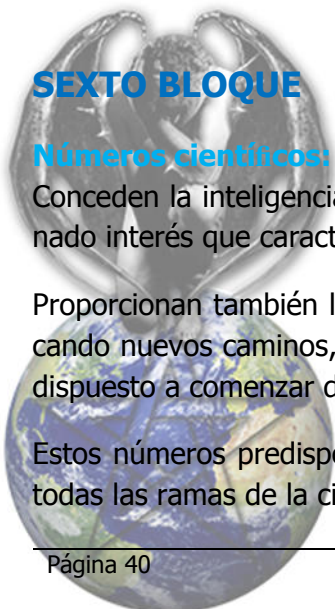 SEXTO BLOQUE
Números científicos:
Conceden la inteligencia
nado interés que caract
Proporcionan también l
cando nuevos caminos,
dispuesto a comenzar d
Estos números predispo
todas las ramas de la ci
Página 40